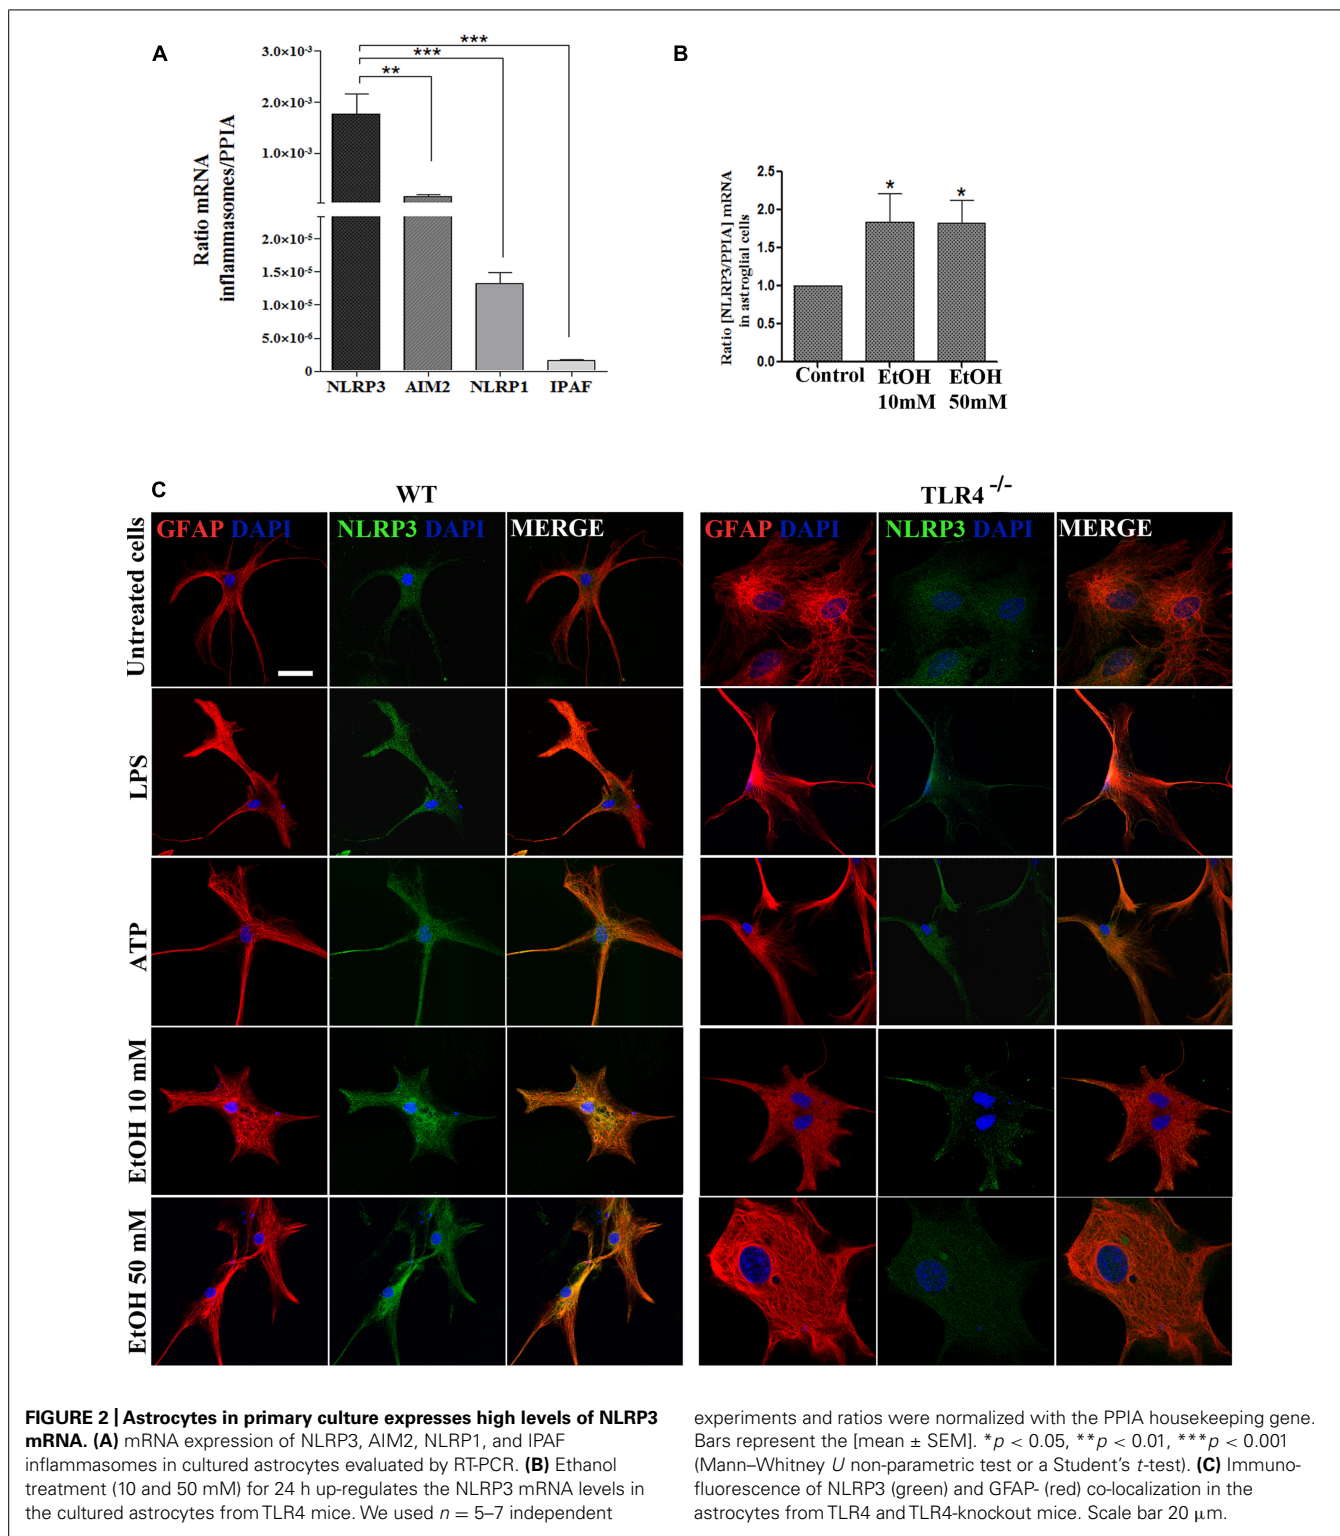 A
Ratio mRNA
inflammasomes/PPIA
3.0×10⁻³
2.0×10⁻³
1.0×10⁻³
2.0×10⁻⁵
1.5×10⁻⁵
1.0×10⁻⁵
5.0×10⁻⁶
0
***
***
**
NLRP3 AIM2 NLRP1 IPAF
B
Ratio [NLRP3/PPIA] mRNA
in astroglial cells
2.5
2.0
1.5
1.0
0.5
0.0
* *
Control EtOH EtOH
10mM 50mM
C
WT TLR4 -/-
GFAP DAPI NLRP3 DAPI MERGE GFAP DAPI NLRP3 DAPI MERGE
Untreated cells
LPS
ATP
EtOH 10 mM
EtOH 50 mM
FIGURE 2 | Astrocytes in primary culture expresses high levels of NLRP3
mRNA. (A) mRNA expression of NLRP3, AIM2, NLRP1, and IPAF
inflammasomes in cultured astrocytes evaluated by RT-PCR. (B) Ethanol
treatment (10 and 50 mM) for 24 h up-regulates the NLRP3 mRNA levels in
the cultured astrocytes from TLR4 mice. We used n = 5–7 independent
experiments and ratios were normalized with the PPIA housekeeping gene.
Bars represent the [mean ± SEM]. *p < 0.05, **p < 0.01, ***p < 0.001
(Mann–Whitney U non-parametric test or a Student's t-test). (C) Immuno-
fluorescence of NLRP3 (green) and GFAP- (red) co-localization in the
astrocytes from TLR4 and TLR4-knockout mice. Scale bar 20 μm.